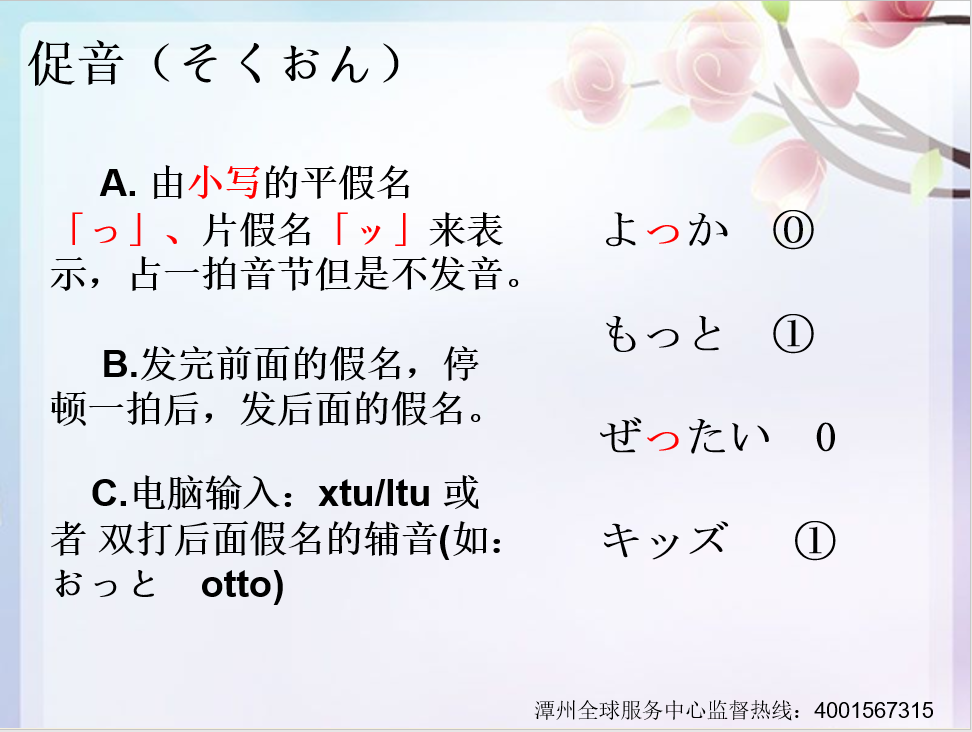 促音（そくおん）
A. 由小写的平假名
「っ」、片假名「ッ」来表
示，占一拍音节但是不发音。
B.发完前面的假名，停
顿一拍后，发后面的假名。
C.电脑输入：xtu/ltu 或
者 双打后面假名的辅音(如：
おっと　otto)
よっか　⓪
もっと　①
ぜったい　0
キッズ　①
潭州全球服务中心监督热线：4001567315